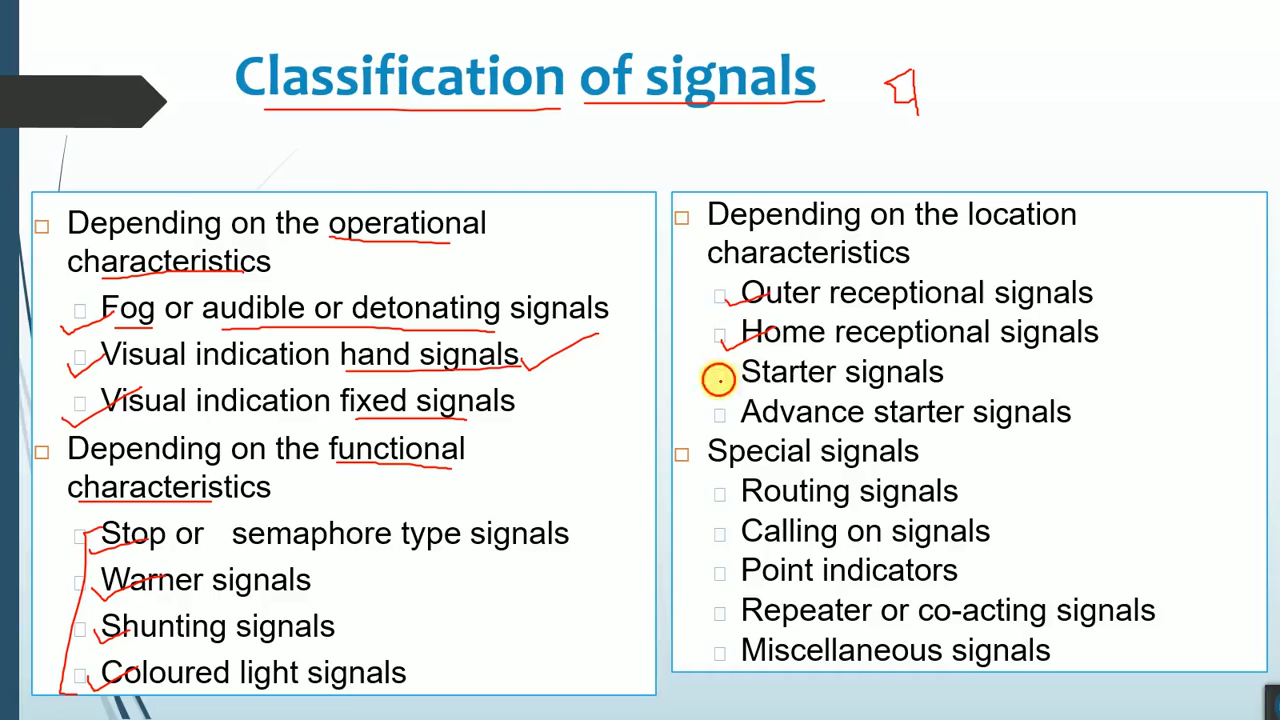 Classification of signals
Depending on the operational
characteristics
Fog or audible or detonating signals
Visual indication hand signals
Visual indication fixed signals
Depending on the functional
characteristics
Stop or semaphore type signals
Warner signals
Shunting signals
Coloured light signals
Depending on the location
characteristics
Outer receptional signals
Home receptional signals
Starter signals
Advance starter signals
Special signals
Routing signals
Calling on signals
Point indicators
Repeater or co-acting signals
Miscellaneous signals